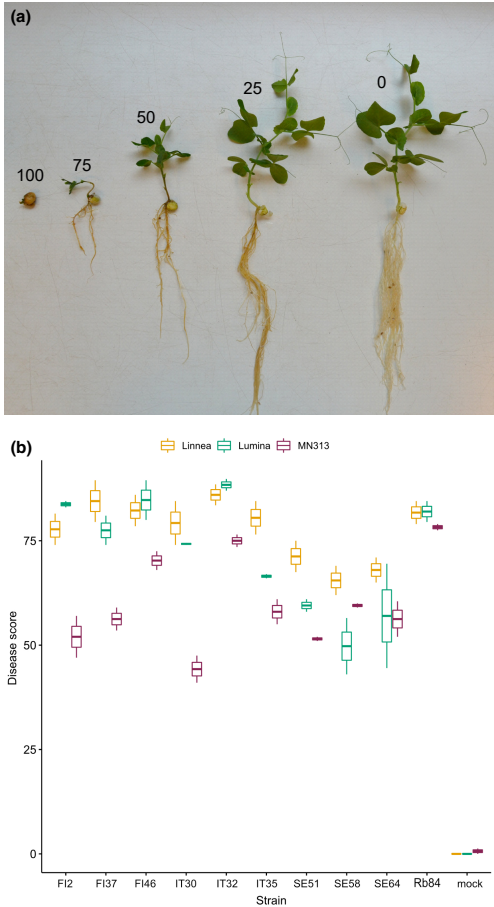 (a)
100
75
50
25
0
(b)
Linnea Lumina MN313
Disease score
75
50
25
0
FI2 FI37 FI46 IT30 IT32 IT35 SE51 SE58 SE64 Rb84 mock
Strain